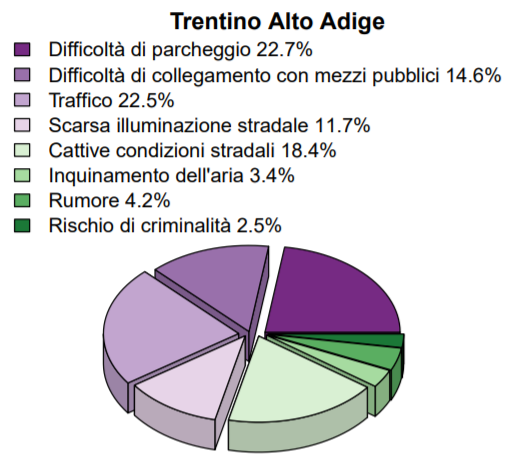 Trentino Alto Adige
Difficoltà di parcheggio 22.7%
Difficoltà di collegamento con mezzi pubblici 14.6%
Traffico 22.5%
Scarsa illuminazione stradale 11.7%
Cattive condizioni stradali 18.4%
Inquinamento dell'aria 3.4%
Rumore 4.2%
Rischio di criminalità 2.5%